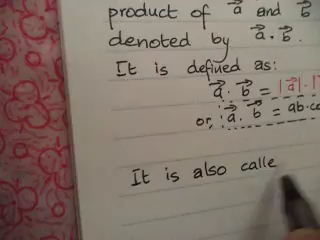 product of a⃗ and b⃗
denoted by a⃗ . b⃗ .
It is defined as:
a⃗ . b⃗ = |a⃗| . |
or, a⃗ . b⃗ = ab.co
It is also calle